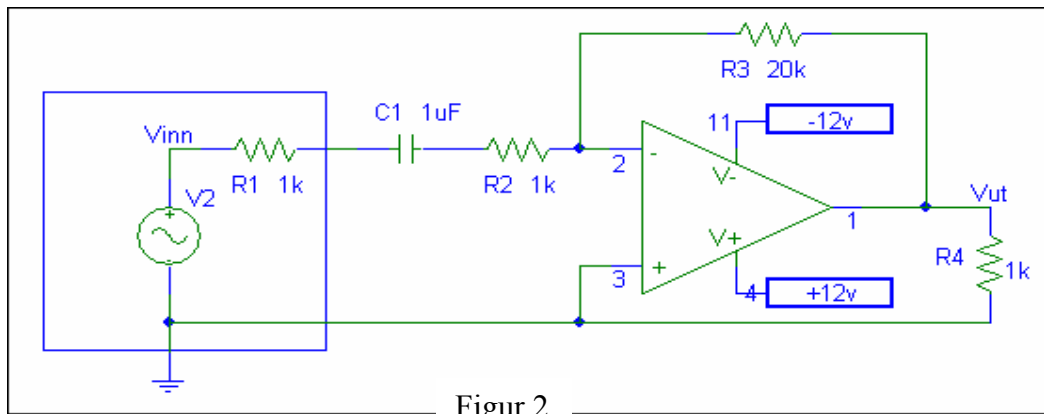 R3 20k
C1 1uF
11 -12v
Vinn
2 -
V-
R1 1k
R2 1k
V2
Vut
1
V+
R4
1k
3 +
4 +12v
Figur 2